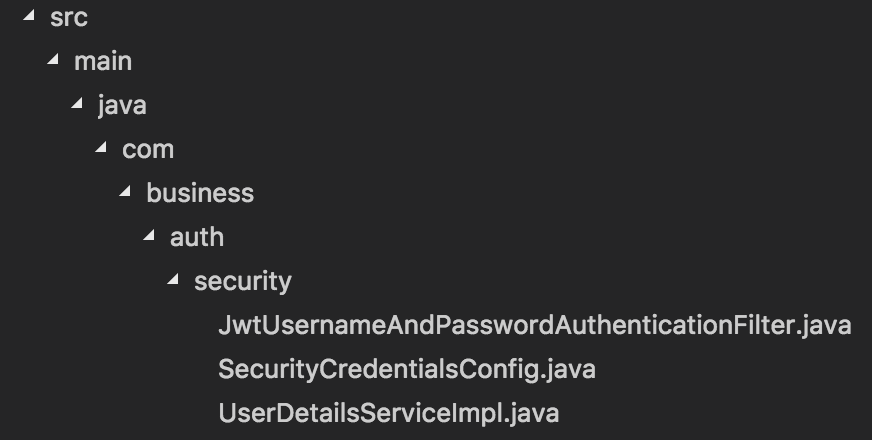 src
main
java
com
business
auth
security
JwtUsernameAndPasswordAuthenticationFilter.java
SecurityCredentialsConfig.java
UserDetailsServiceImpl.java